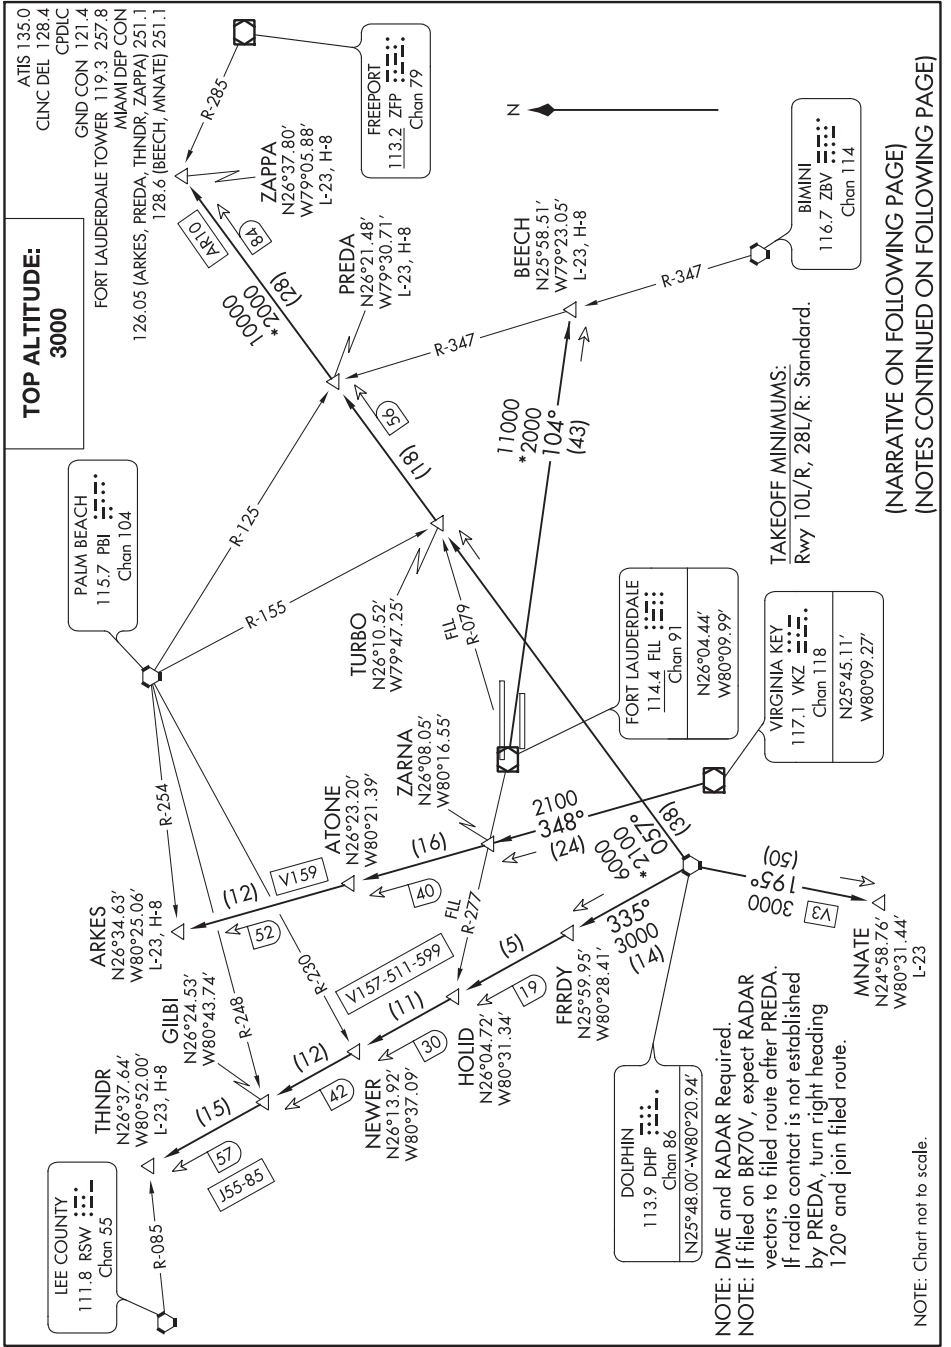 ATIS 135.0
CLNC DEL 128.4
CPDLC
GND CON 121.4
FORT LAUDERDALE TOWER 119.3 257.8
MIAMI DEP CON
126.05 (ARKES, PREDA, THNDR, ZAPPA) 251.1
128.6 (BEECH, MNATE) 251.1
TOP ALTITUDE:
3000
LEE COUNTY
111.8 RSW
Chan 55
R-085
THNDR
N26°37.64'
W80°52.00'
L-23, H-8
(15)
57
J55-85
GILBI
N26°24.53'
W80°43.74'
R-248
(12)
42
NEWER
N26°13.92'
W80°37.09'
R-230
(11)
30
V157-511-599
HOLID
N26°04.72'
W80°31.34'
FLL
R-277
(5)
19
FRRDY
N25°59.95'
W80°28.41'
335°
3000
(14)
ARKES
N26°34.63'
W80°25.06'
L-23, H-8
R-254
(12)
52
V159
ATONE
N26°23.20'
W80°21.39'
(16)
40
ZARNA
N26°08.05'
W80°16.55'
2100
348°
(24)
PALM BEACH
115.7 PBI
Chan 104
R-155
R-125
TURBO
N26°10.52'
W79°47.25'
FLL
R-079
6000
*2100
057°
(38)
(18)
56
PREDA
N26°21.48'
W79°30.71'
L-23, H-8
10000
*2000
(28)
84
AR10
ZAPPA
N26°37.80'
W79°05.88'
L-23, H-8
R-285
FREEPORT
113.2 ZFP
Chan 79
N
11000
*2000
104°
(43)
BEECH
N25°58.51'
W79°23.05'
L-23, H-8
R-347
R-347
BIMINI
116.7 ZBV
Chan 114
FORT LAUDERDALE
114.4 FLL
Chan 91
N26°04.44'
W80°09.99'
VIRGINIA KEY
117.1 VKZ
Chan 118
N25°45.11'
W80°09.27'
DOLPHIN
113.9 DHP
Chan 86
N25°48.00'-W80°20.94'
3000
195°
(50)
V3
MNATE
N24°58.76'
W80°31.44'
L-23
TAKEOFF MINIMUMS:
Rwy 10L/R, 28L/R: Standard.
NOTE: DME and RADAR Required.
NOTE: If filed on BR70V, expect RADAR
vectors to filed route after PREDA.
If radio contact is not established
by PREDA, turn right heading
120° and join filed route.
NOTE: Chart not to scale.
(NARRATIVE ON FOLLOWING PAGE)
(NOTES CONTINUED ON FOLLOWING PAGE)